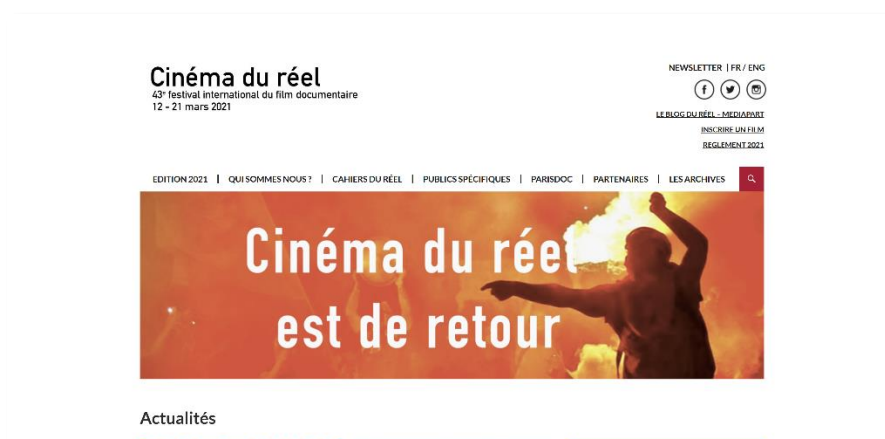 Cinéma du réel
43e festival international du film documentaire
12 - 21 mars 2021
NEWSLETTER | FR / ENG
LE BLOG DU RÉEL - MEDIAPART
INSCRIRE UN FILM
REGLEMENT 2021
EDITION 2021 | QUI SOMMES NOUS ? | CAHIERS DU RÉEL | PUBLICS SPÉCIFIQUES | PARISDOC | PARTENAIRES | LES ARCHIVES
Cinéma du réel
est de retour
Actualités